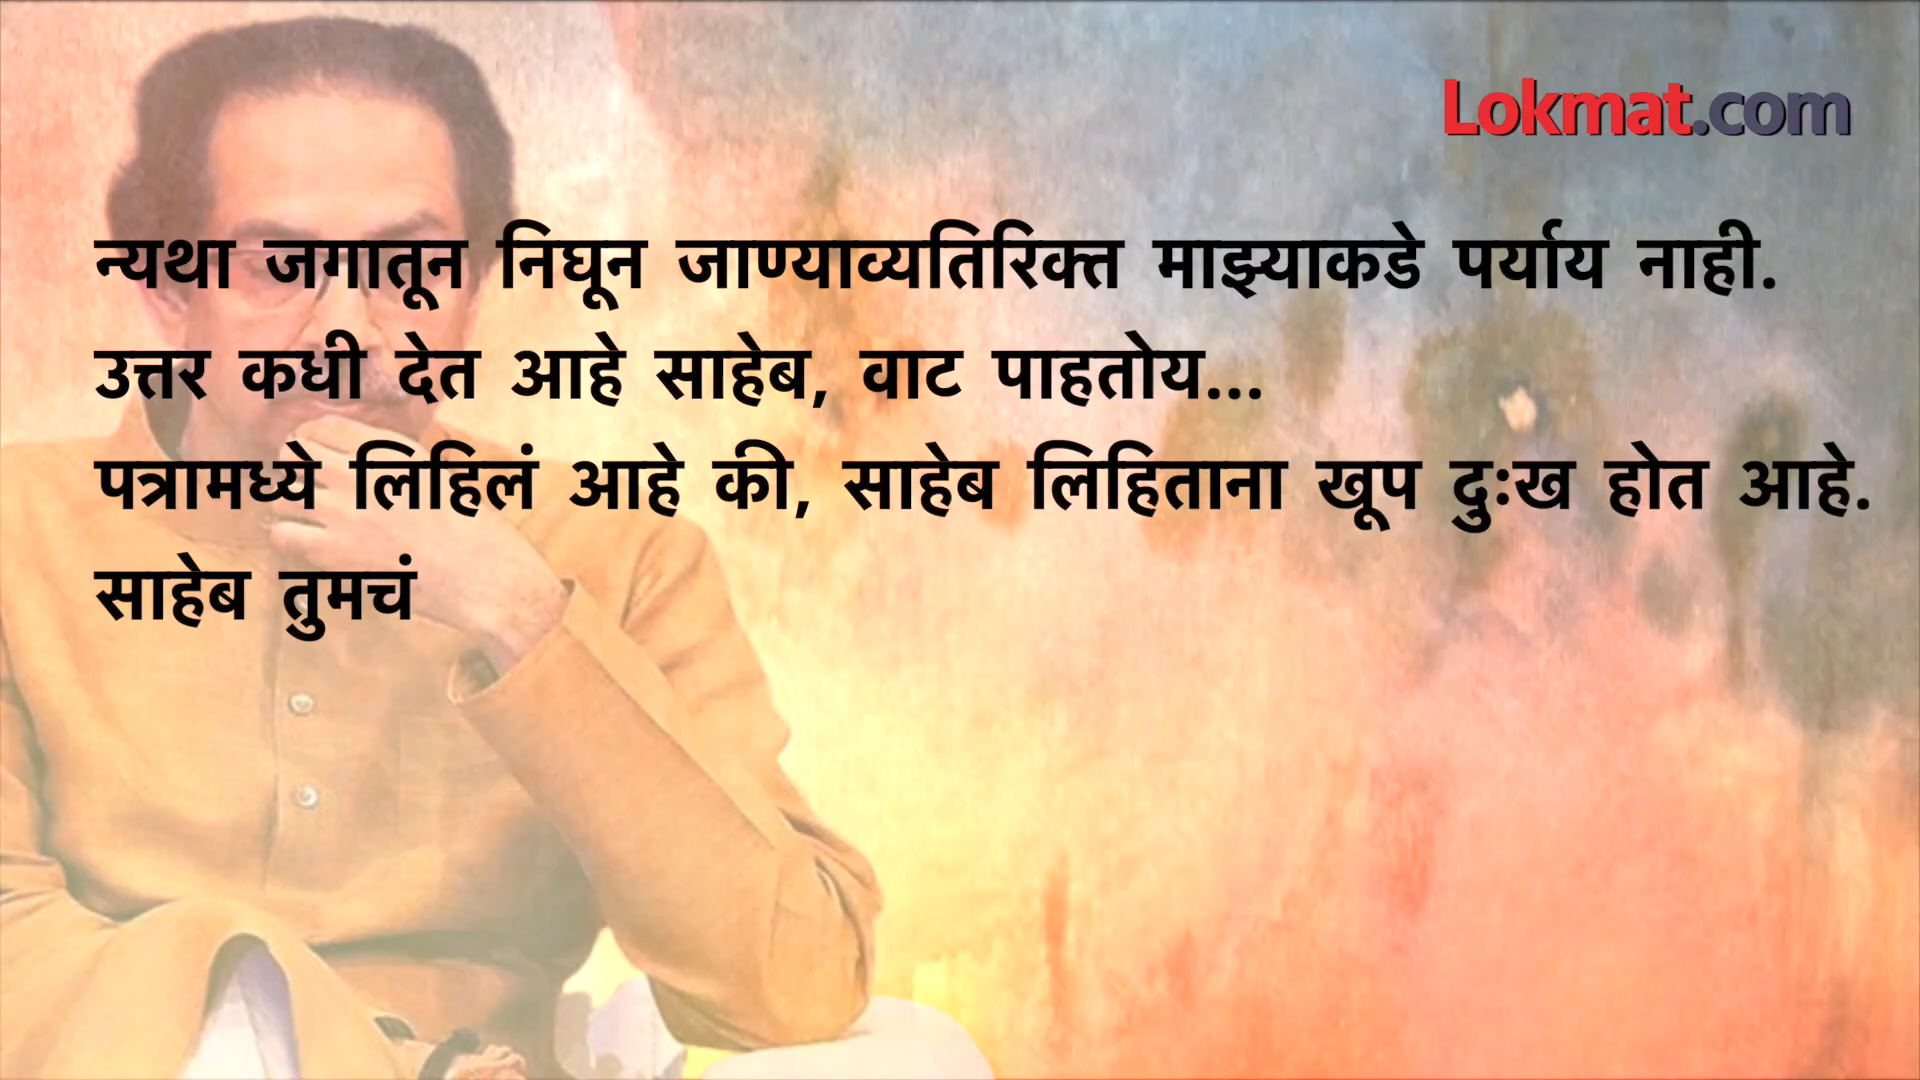 Lokmat.com
न्यथा जगातून निघून जाण्याव्यतिरिक्त माझ्याकडे पर्याय नाही.
उत्तर कधी देत आहे साहेब, वाट पाहतोय...
पत्रामध्ये लिहिलं आहे की, साहेब लिहिताना खूप दुःख होत आहे.
साहेब तुमचं